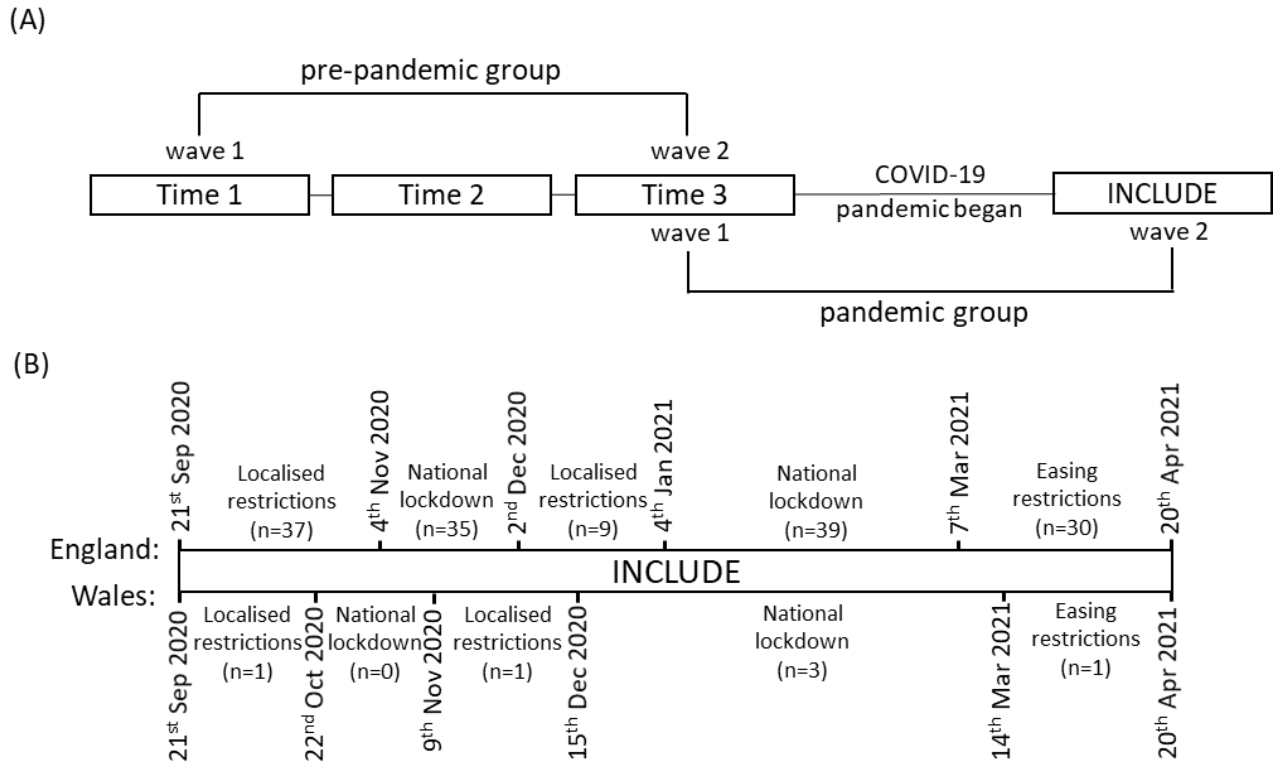 (A)
pre-pandemic group
wave 1
wave 2
Time 1
Time 2
Time 3
COVID-19
pandemic began
INCLUDE
wave 1
wave 2
pandemic group
(B)
21st Sep 2020
4th Nov 2020
2nd Dec 2020
4th Jan 2021
7th Mar 2021
20th Apr 2021
Localised
restrictions
(n=37)
National
lockdown
(n=35)
Localised
restrictions
(n=9)
National
lockdown
(n=39)
Easing
restrictions
(n=30)
England:
INCLUDE
Wales:
Localised
restrictions
(n=1)
National
lockdown
(n=0)
Localised
restrictions
(n=1)
National
lockdown
(n=3)
Easing
restrictions
(n=1)
21st Sep 2020
22nd Oct 2020
9th Nov 2020
15th Dec 2020
14th Mar 2021
20th Apr 2021